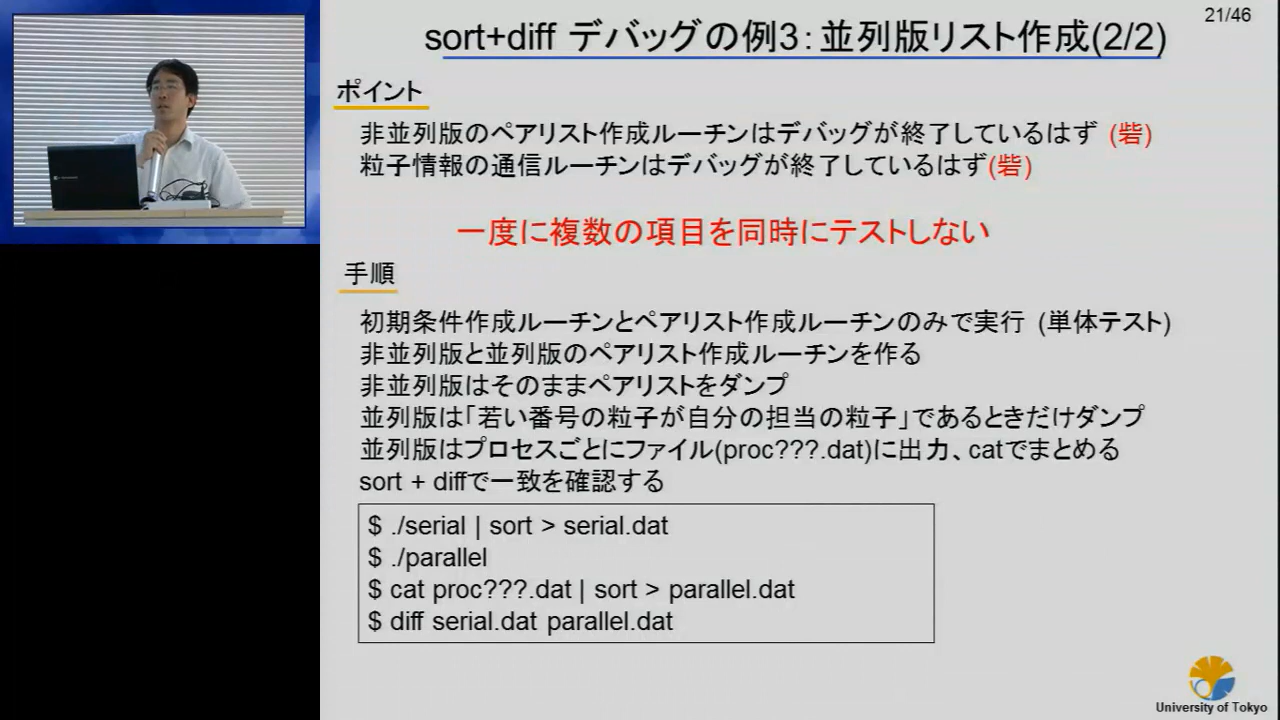 21/46
sort+diff デバッグの例3：並列版リスト作成(2/2)
ポイント
非並列版のペアリスト作成ルーチンはデバッグが終了しているはず (砦)
粒子情報の通信ルーチンはデバッグが終了しているはず(砦)
一度に複数の項目を同時にテストしない
手順
初期条件作成ルーチンとペアリスト作成ルーチンのみで実行 (単体テスト)
非並列版と並列版のペアリスト作成ルーチンを作る
非並列版はそのままペアリストをダンプ
並列版は「若い番号の粒子が自分の担当の粒子」であるときだけダンプ
並列版はプロセスごとにファイル(proc???.dat)に出力、catでまとめる
sort + diffで一致を確認する
$ ./serial | sort > serial.dat
$ ./parallel
$ cat proc???.dat | sort > parallel.dat
$ diff serial.dat parallel.dat
University of Tokyo